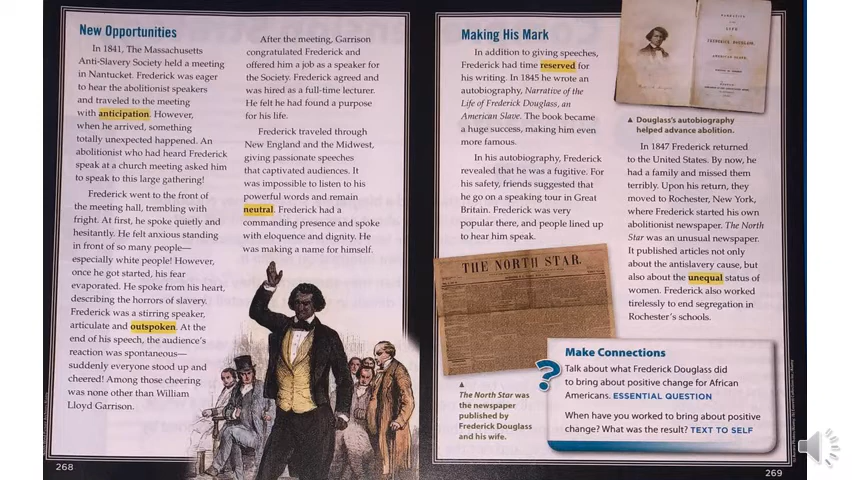 New Opportunities
In 1841, The Massachusetts
Anti-Slavery Society held a meeting
in Nantucket. Frederick was eager
to hear the abolitionist speakers
and traveled to the meeting
with anticipation. However,
when he arrived, something
totally unexpected happened. An
abolitionist who had heard Frederick
speak at a church meeting asked him
to speak to this large gathering!
Frederick went to the front of
the meeting hall, trembling with
fright. At first, he spoke quietly and
hesitantly. He felt anxious standing
in front of so many people—
especially white people! However,
once he got started, his fear
evaporated. He spoke from his heart,
describing the horrors of slavery.
Frederick was a stirring speaker,
articulate and outspoken. At the
end of his speech, the audience's
reaction was spontaneous—
suddenly everyone stood up and
cheered! Among those cheering
was none other than William
Lloyd Garrison.
After the meeting, Garrison
congratulated Frederick and
offered him a job as a speaker for
the Society. Frederick agreed and
was hired as a full-time lecturer.
He felt he had found a purpose
for his life.
Frederick traveled through
New England and the Midwest,
giving passionate speeches
that captivated audiences. It
was impossible to listen to his
powerful words and remain
neutral. Frederick had a
commanding presence and spoke
with eloquence and dignity. He
was making a name for himself.
268
Making His Mark
In addition to giving speeches,
Frederick had time reserved for
his writing. In 1845 he wrote an
autobiography, Narrative of the
Life of Frederick Douglass, an
American Slave. The book became
a huge success, making him even
more famous.
In his autobiography, Frederick
revealed that he was a fugitive. For
his safety, friends suggested that
he go on a speaking tour in Great
Britain. Frederick was very
popular there, and people lined up
to hear him speak.
THE NORTH STAR.
▲
The North Star was
the newspaper
published by
Frederick Douglass
and his wife.
NARRATIVE
LIFE
FREDERICK DOUGLASS,
AMERICAN SLAVE.
▲ Douglass's autobiography
helped advance abolition.
In 1847 Frederick returned
to the United States. By now, he
had a family and missed them
terribly. Upon his return, they
moved to Rochester, New York,
where Frederick started his own
abolitionist newspaper. The North
Star was an unusual newspaper.
It published articles not only
about the antislavery cause, but
also about the unequal status of
women. Frederick also worked
tirelessly to end segregation in
Rochester's schools.
?
Make Connections
Talk about what Frederick Douglass did
to bring about positive change for African
Americans. ESSENTIAL QUESTION
When have you worked to bring about positive
change? What was the result? TEXT TO SELF
269